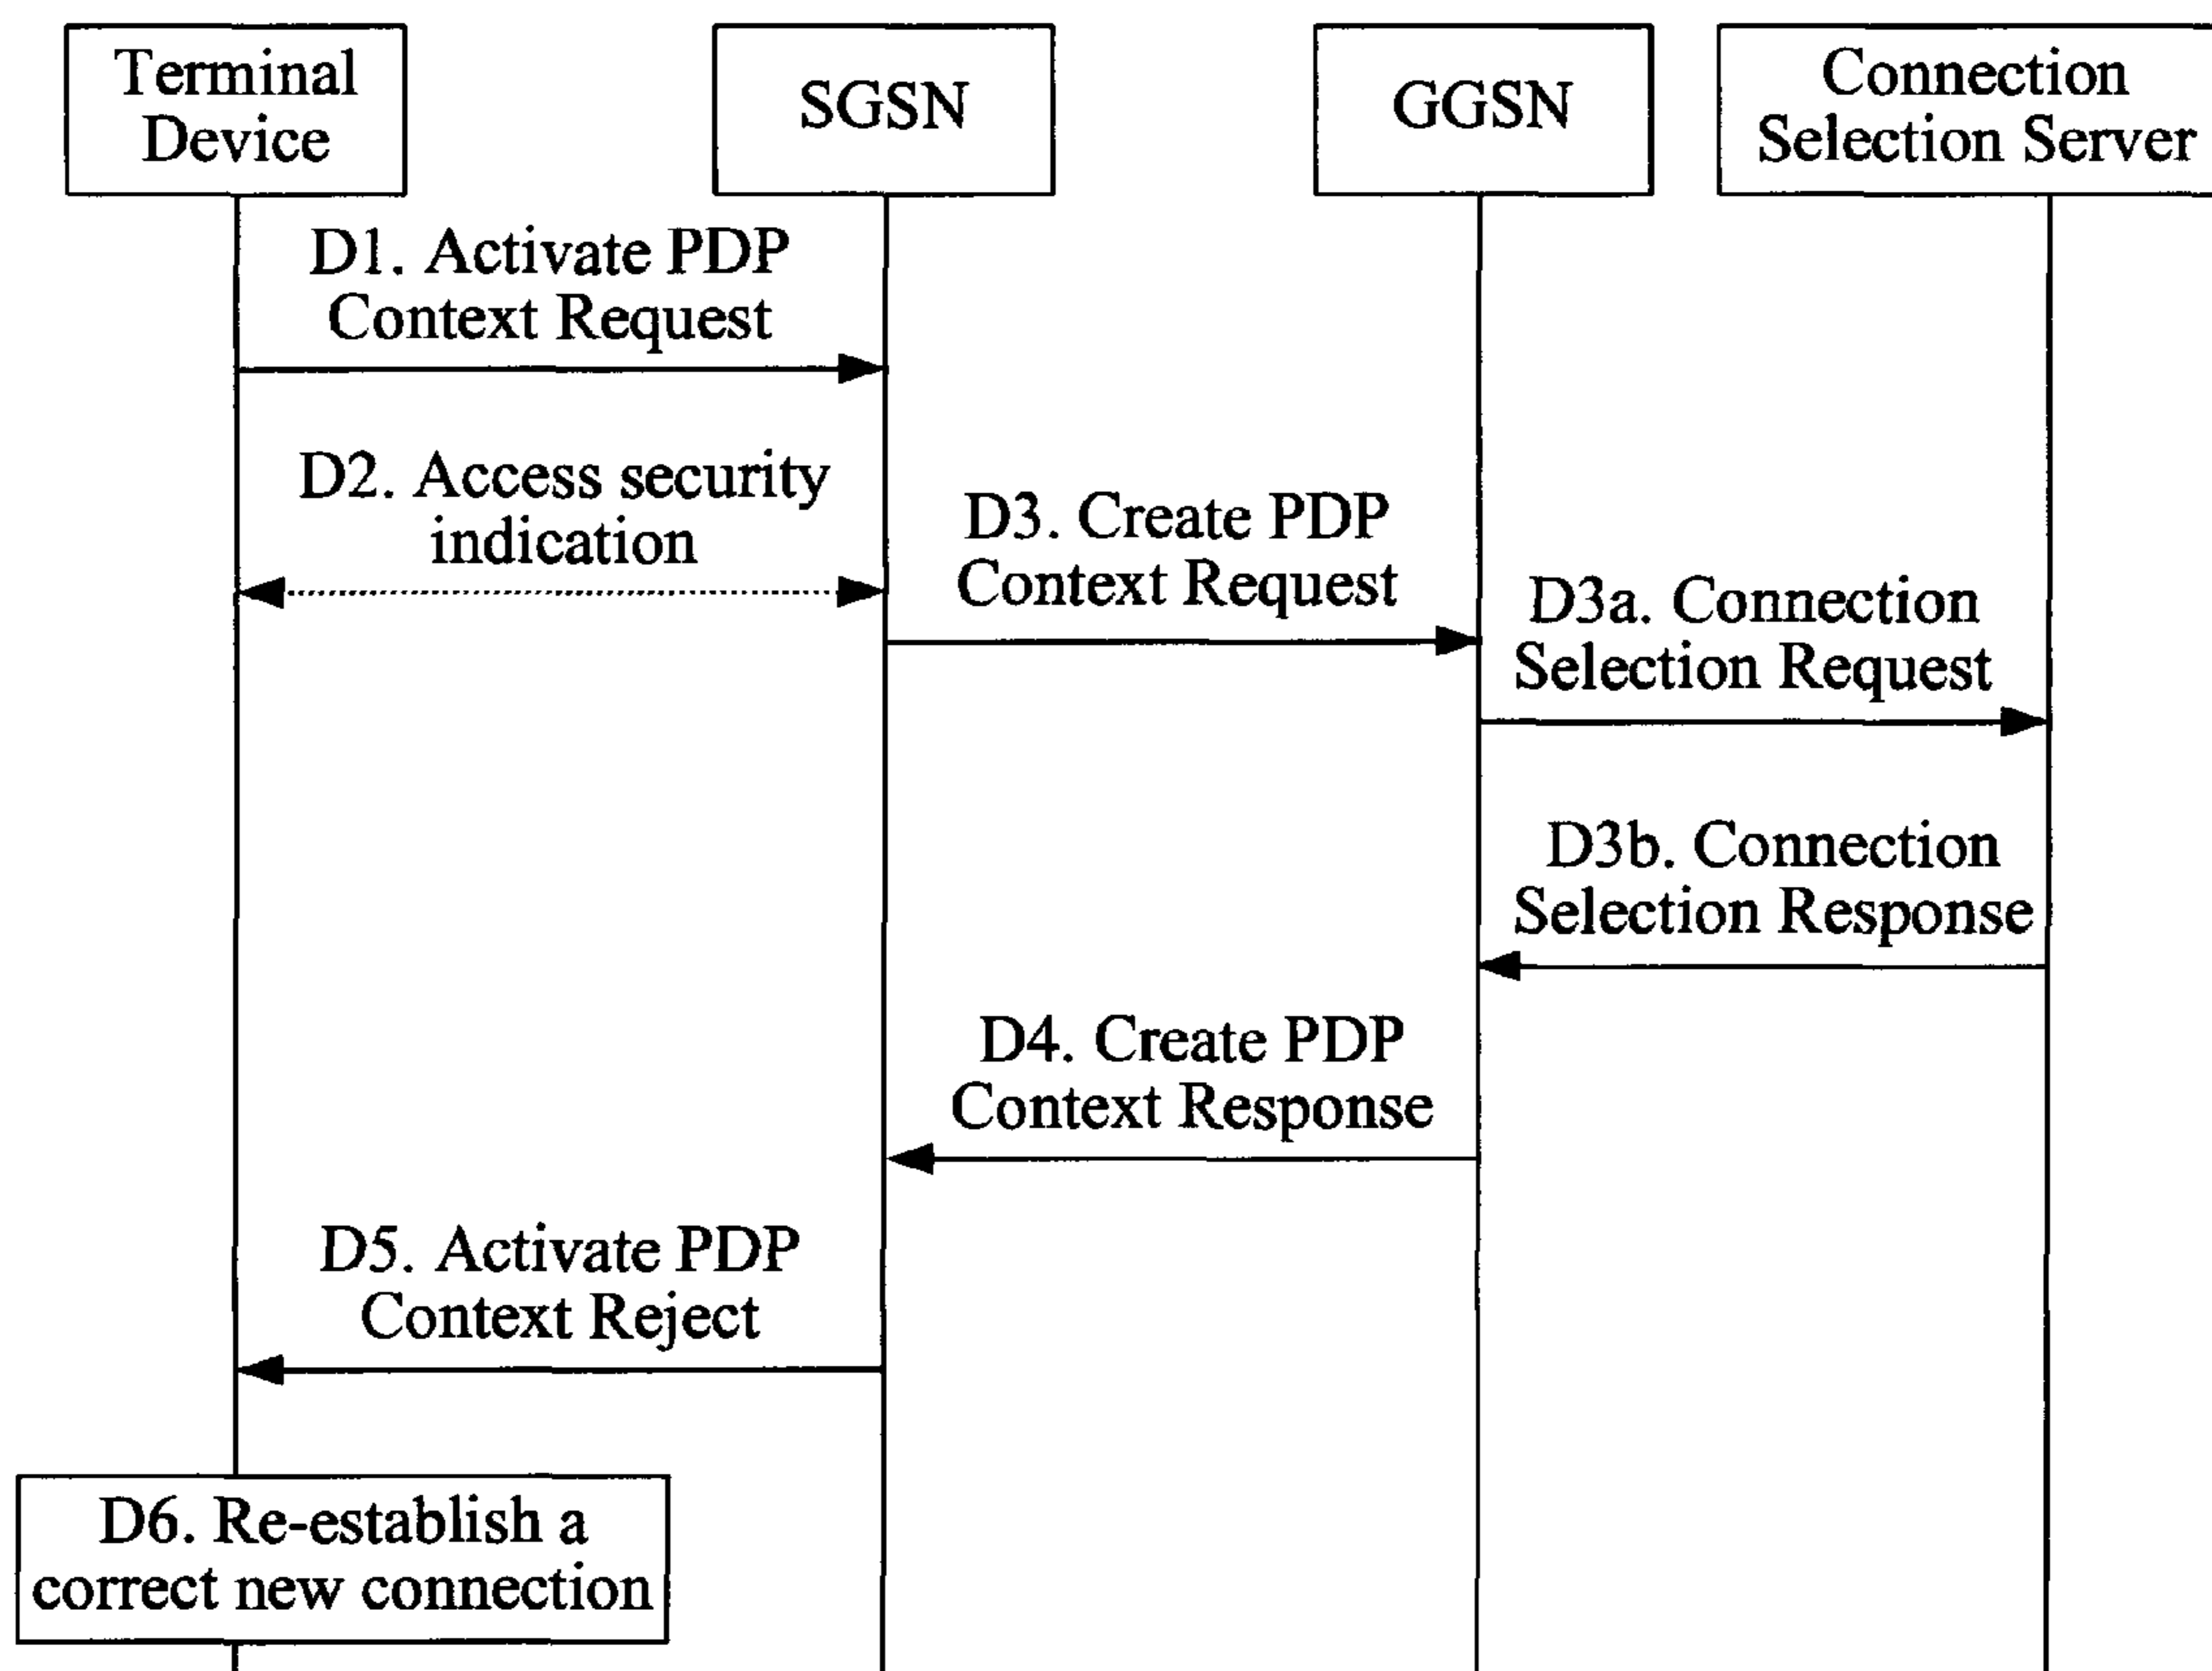 Terminal
Device
SGSN
GGSN
Connection
Selection Server
D1. Activate PDP
Context Request
D2. Access security
indication
D3. Create PDP
Context Request
D3a. Connection
Selection Request
D3b. Connection
Selection Response
D4. Create PDP
Context Response
D5. Activate PDP
Context Reject
D6. Re-establish a
correct new connection